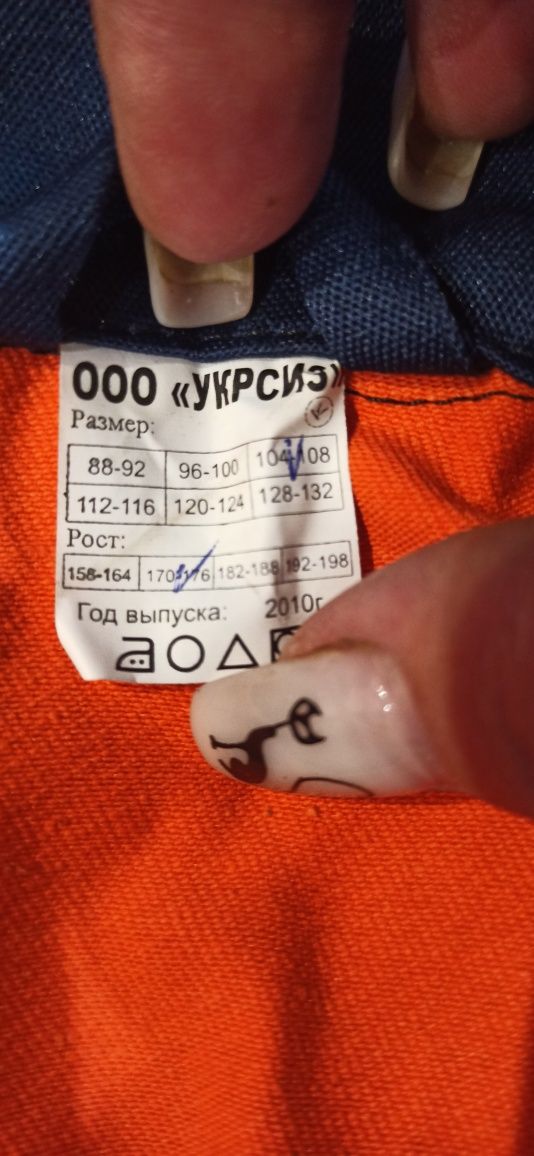 ООО «УКРСИЗ»
Размер:
88-92 96-100 104-108
112-116 120-124 128-132
Рост:
158-164 170-176 182-188 192-198
Год выпуска: 2010г